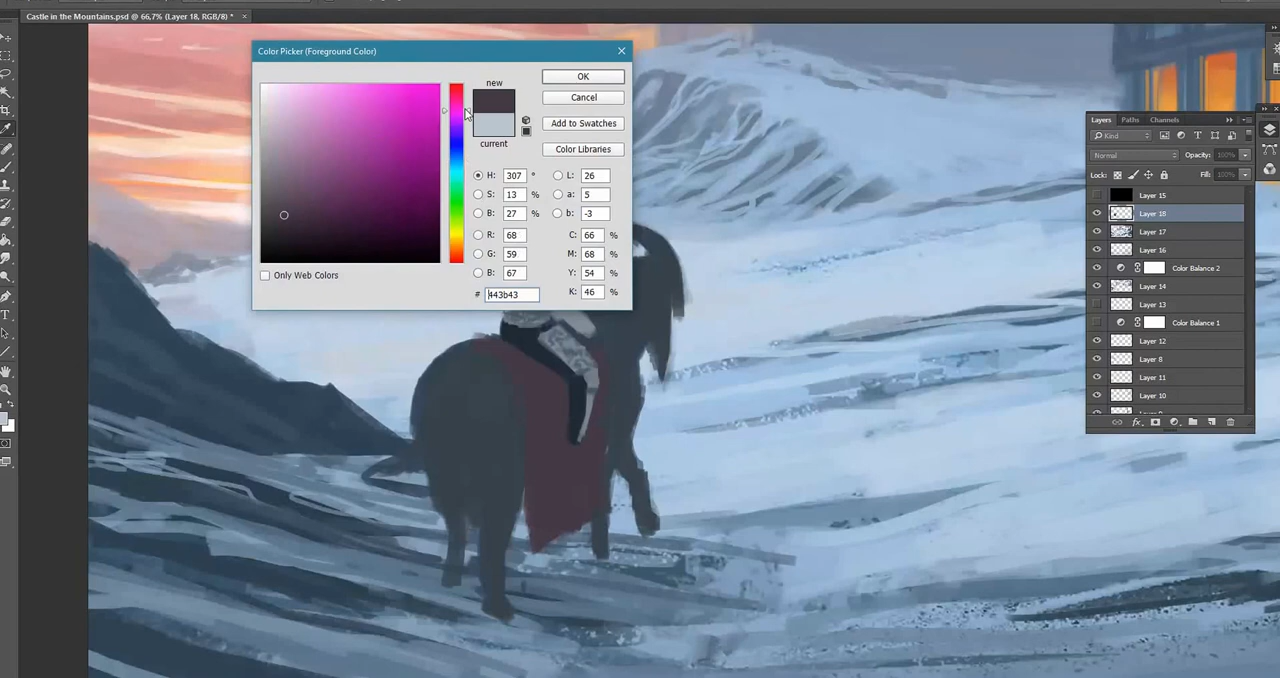 Castle in the Mountains.psd @ 66,7% (Layer 18, RGB/8) * ×
Color Picker (Foreground Color)
new
current
OK
Cancel
Add to Swatches
Color Libraries
H: 307 °
S: 13 %
B: 27 %
R: 68
G: 59
B: 67
# 443b43
L: 26
a: 5
b: -3
C: 66 %
M: 68 %
Y: 54 %
K: 46 %
Only Web Colors
Layers Paths Channels
Kind
Normal Opacity: 100%
Lock: Fill: 100%
Layer 15
Layer 18
Layer 17
Layer 16
Color Balance 2
Layer 14
Layer 13
Color Balance 1
Layer 12
Layer 8
Layer 11
Layer 10